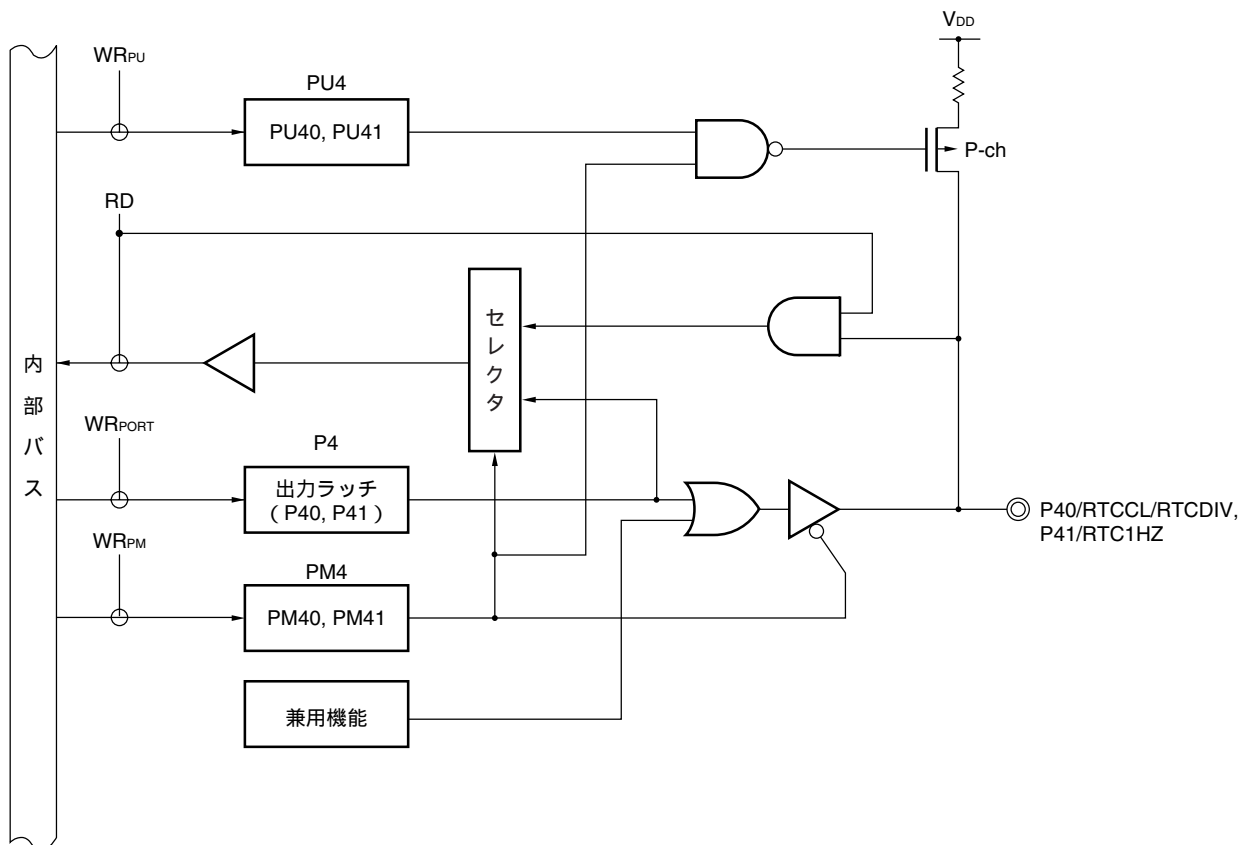 VDD
WRPU
PU4
PU40, PU41
P-ch
RD
セレクタ
内部バス
WRPORT
P4
出力ラッチ
（P40, P41）
P40/RTCCL/RTCDIV,
P41/RTC1HZ
WRPM
PM4
PM40, PM41
兼用機能